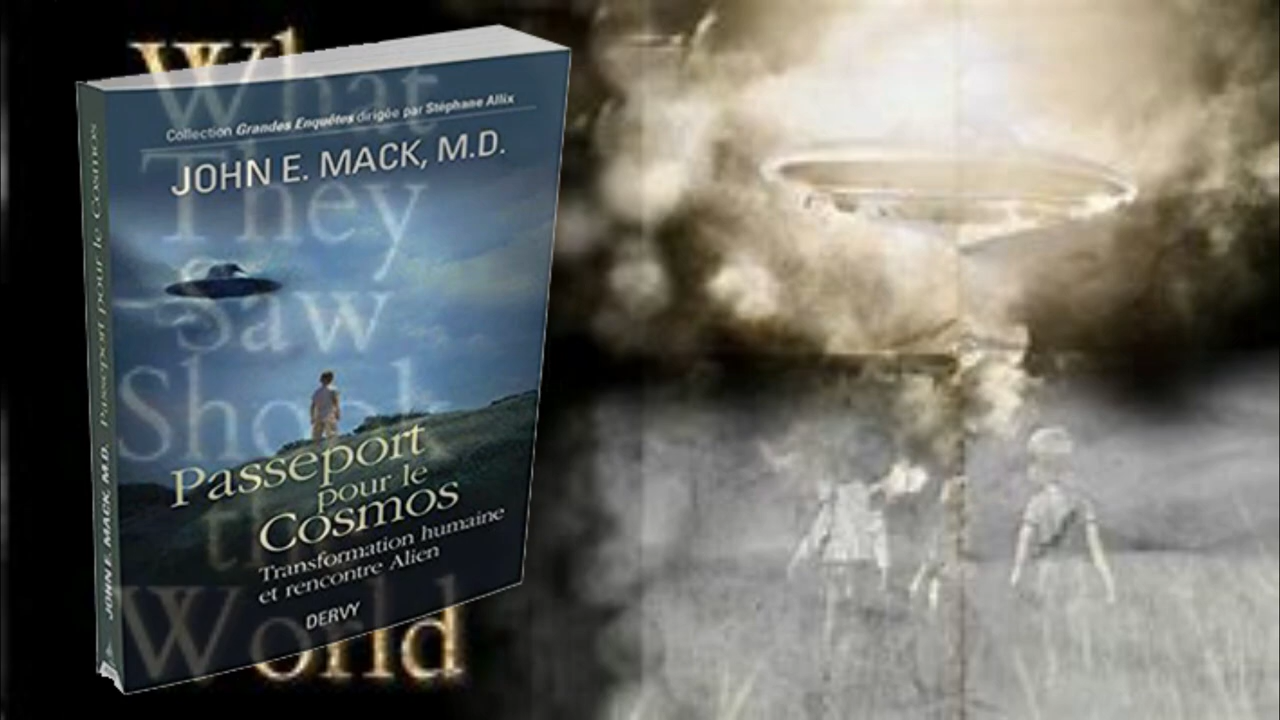 What
They
Saw
Shook
the
World
Collection Grandes Enquêtes dirigée par Stéphane Allix
JOHN E. MACK, M.D.
Passeport
pour le
Cosmos
Transformation humaine
et rencontre Alien
DERVY
JOHN E. MACK, M.D. Passeport pour le Cosmos